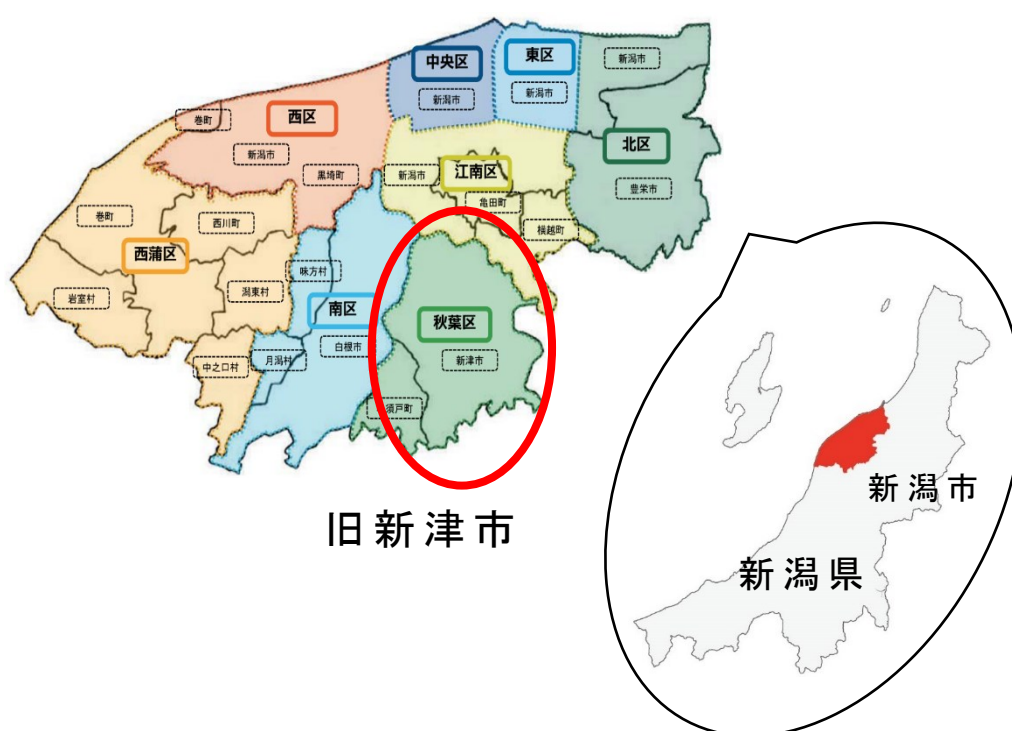 中央区
東区
新潟市
新潟市
新潟市
西区
巻町
新潟市
黒埼町
北区
豊栄市
新潟市
江南区
亀田町
横越町
巻町
西川町
西蒲区
岩室村
潟東村
中之口村
味方村
南区
白根市
月潟村
秋葉区
新津市
須戸町
旧新津市
新潟市
新潟県